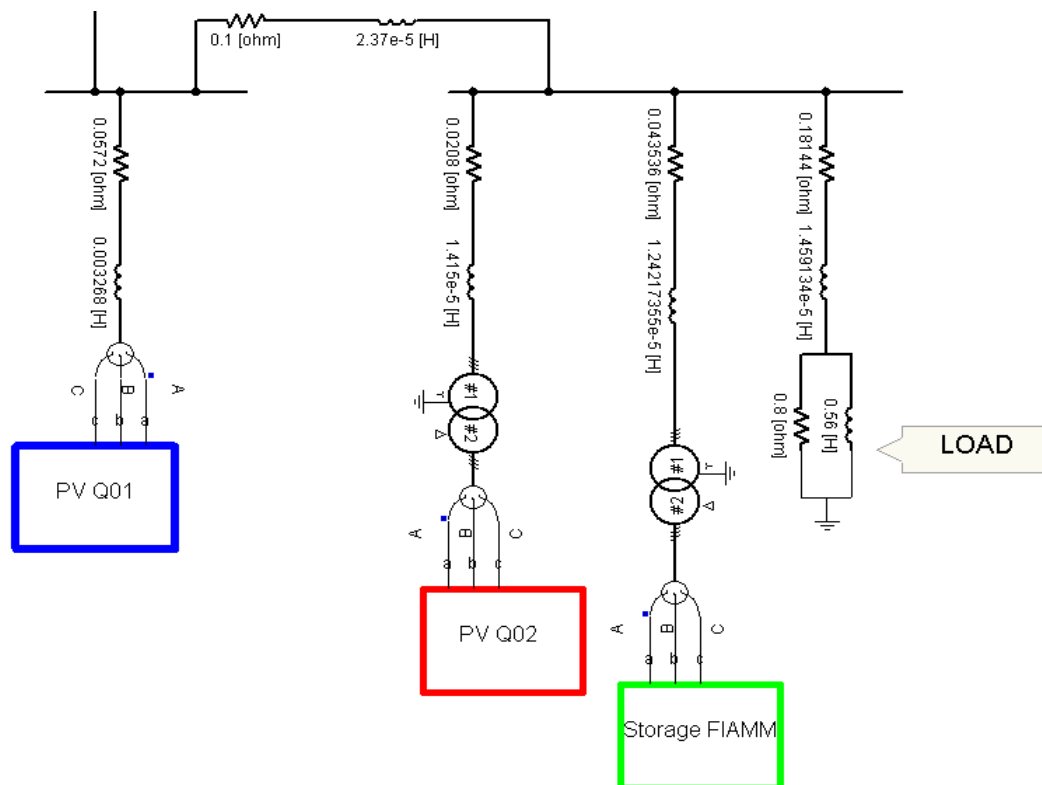 0.1 [ohm]
2.37e-5 [H]
0.0572 [ohm]
0.003268 [H]
C
B
A
c
b
a
PV Q01
0.0208 [ohm]
1.415e-5 [H]
#1
#2
A
B
C
a
b
c
PV Q02
0.043536 [ohm]
1.24217355e-5 [H]
#1
#2
A
B
C
a
b
c
Storage FIAMM
0.18144 [ohm]
1.459134e-5 [H]
0.8 [ohm]
0.56 [H]
LOAD